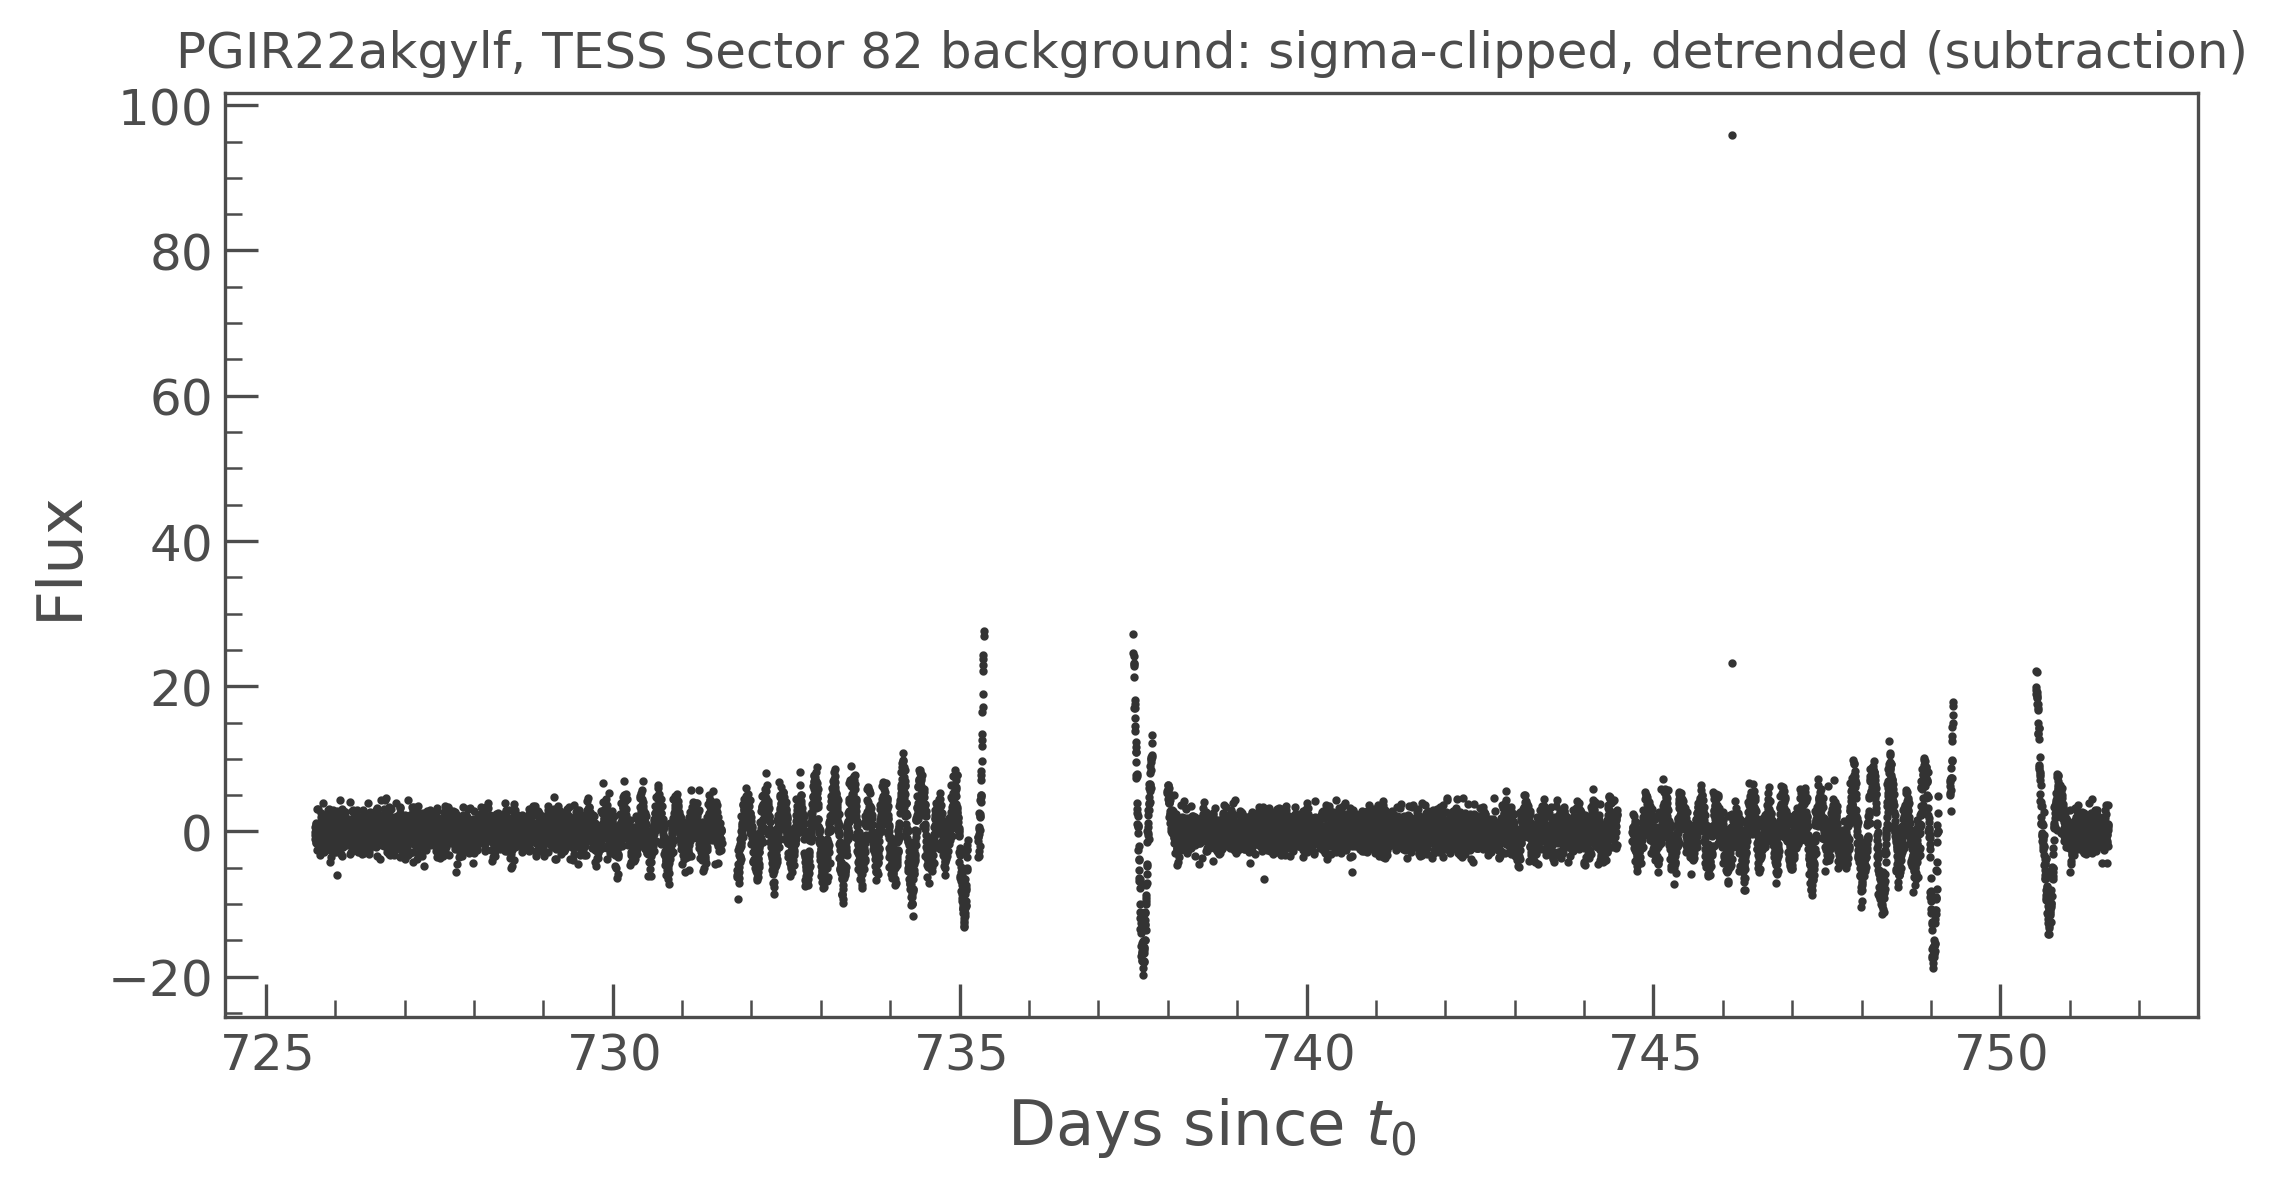 PGIR22akgylf, TESS Sector 82 background: sigma-clipped, detrended (subtraction)
100
80
60
40
20
0
−20
Flux
725 730 735 740 745 750
Days since t₀